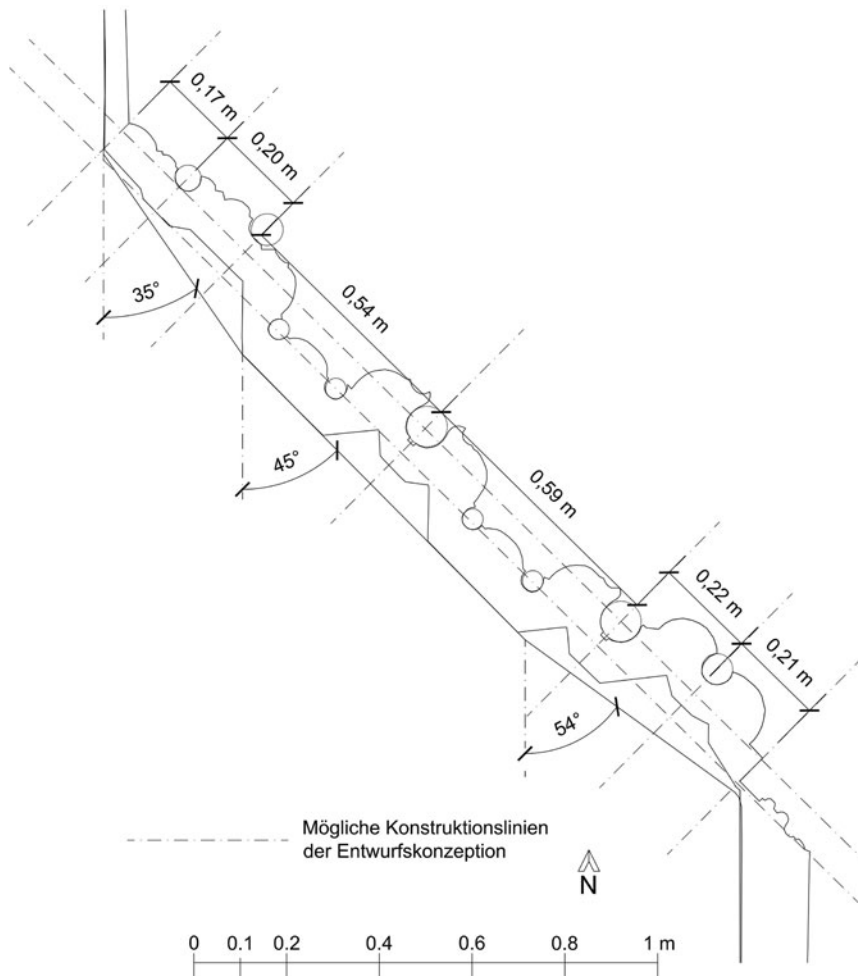 0,17 m
0,20 m
35°
0,54 m
45°
0,59 m
0,22 m
0,21 m
54°
Mögliche Konstruktionslinien
der Entwurfskonzeption
N
0 0.1 0.2 0.4 0.6 0.8 1 m